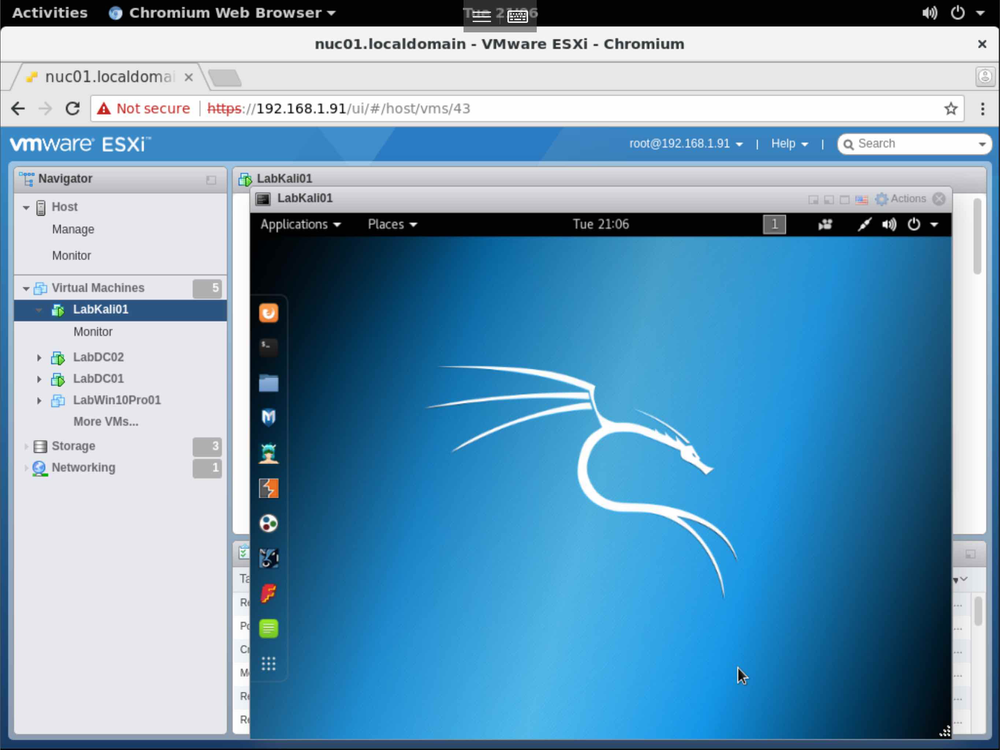 Activities Chromium Web Browser
nuc01.localdomain - VMware ESXi - Chromium
nuc01.localdoma
Not secure https://192.168.1.91/ui/#/host/vms/43
vmware ESXi™
root@192.168.1.91 | Help | Search
Navigator
Host
Manage
Monitor
Virtual Machines 5
LabKali01
Monitor
LabDC02
LabDC01
LabWin10Pro01
More VMs...
Storage 3
Networking 1
LabKali01
LabKali01 Actions
Applications Places Tue 21:06 1